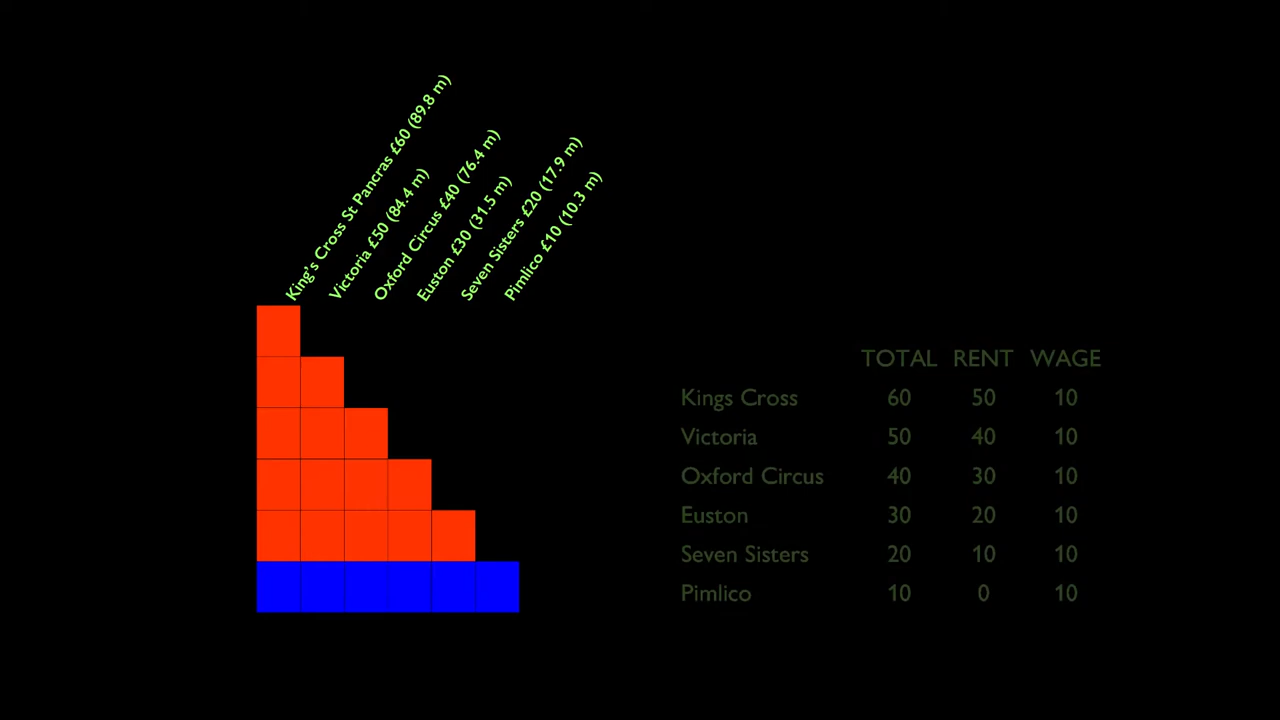 King's Cross St Pancras £60 (89.8 m)
Victoria £50 (84.4 m)
Oxford Circus £40 (76.4 m)
Euston £30 (31.5 m)
Seven Sisters £20 (17.9 m)
Pimlico £10 (10.3 m)
TOTAL RENT WAGE
Kings Cross 60 50 10
Victoria 50 40 10
Oxford Circus 40 30 10
Euston 30 20 10
Seven Sisters 20 10 10
Pimlico 10 0 10